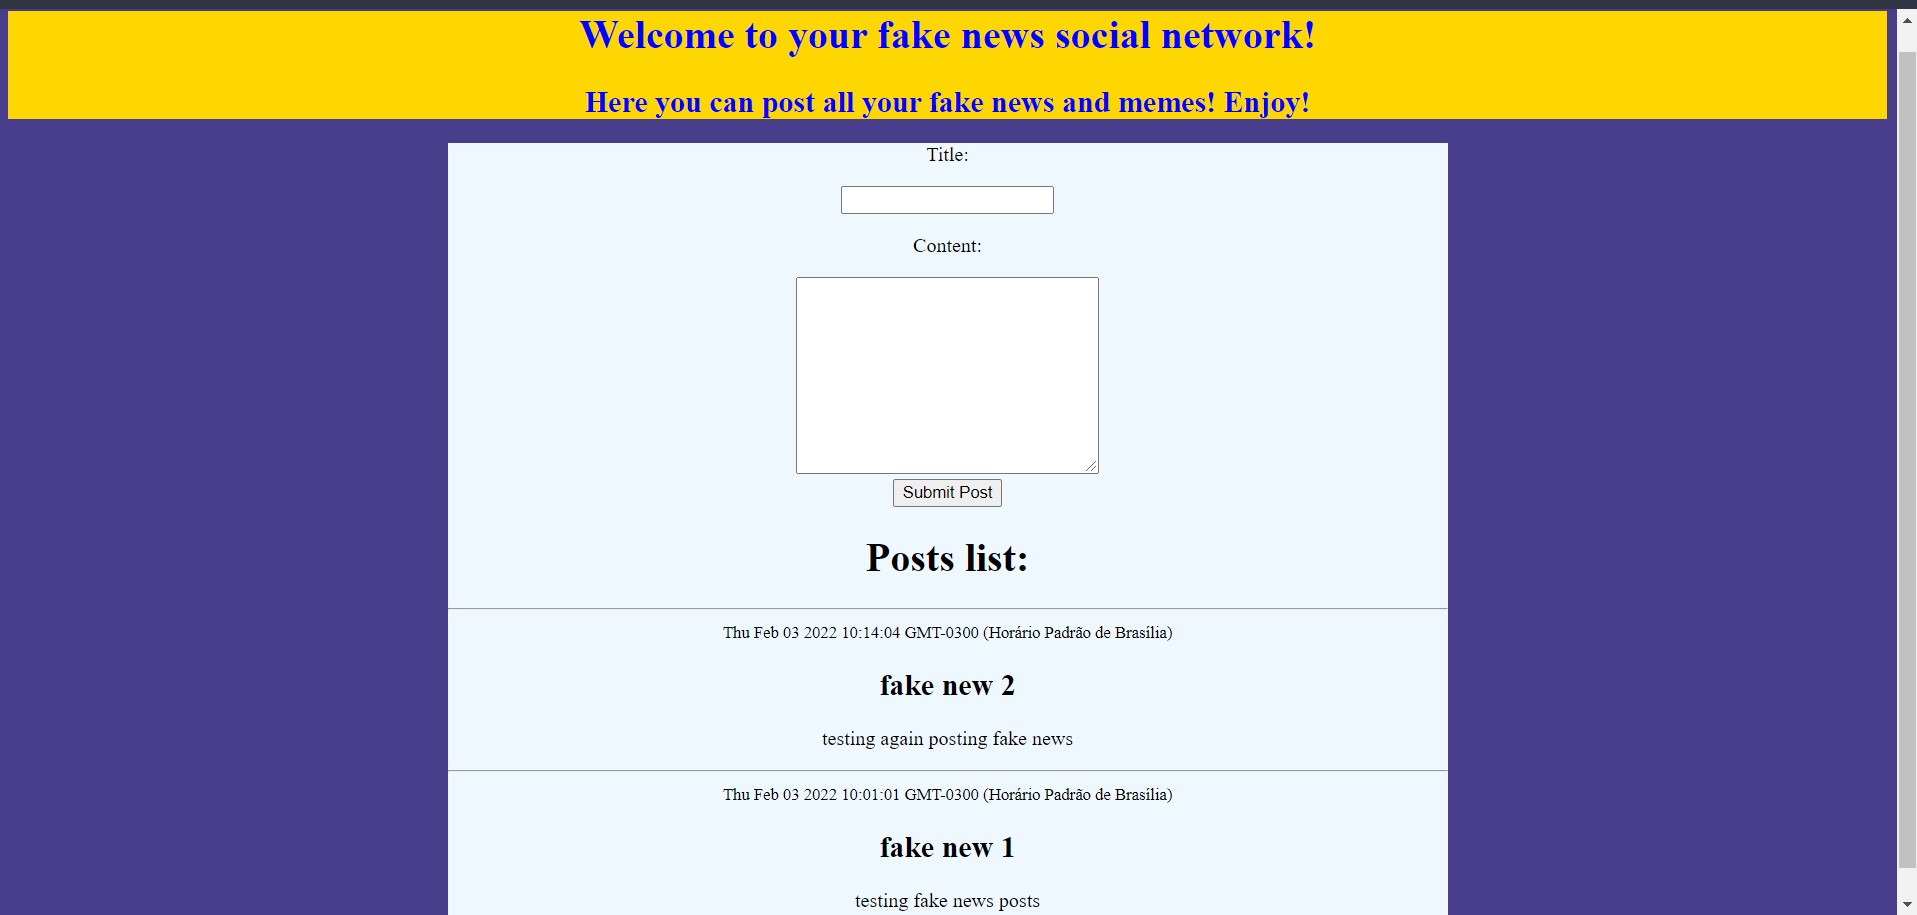 Welcome to your fake news social network!
Here you can post all your fake news and memes! Enjoy!
Title:
Content:
Submit Post
Posts list:
Thu Feb 03 2022 10:14:04 GMT-0300 (Horário Padrão de Brasília)
fake new 2
testing again posting fake news
Thu Feb 03 2022 10:01:01 GMT-0300 (Horário Padrão de Brasília)
fake new 1
testing fake news posts